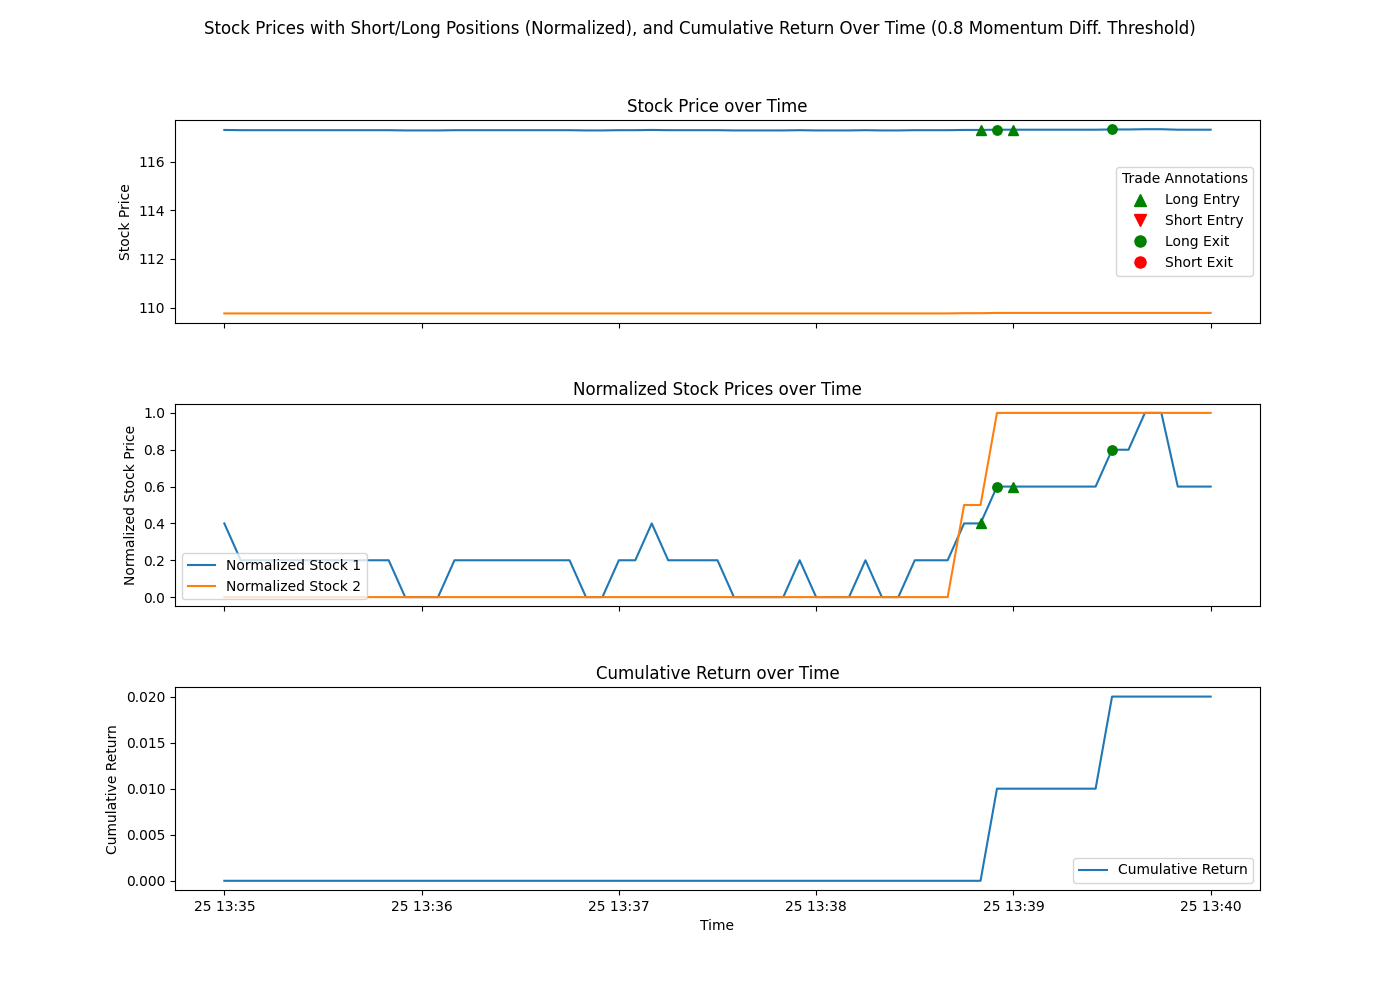 Stock Prices with Short/Long Positions (Normalized), and Cumulative Return Over Time (0.8 Momentum Diff. Threshold)
Stock Price over Time
Stock Price
116
114
112
110
Trade Annotations
Long Entry
Short Entry
Long Exit
Short Exit
Normalized Stock Prices over Time
Normalized Stock Price
1.0
0.8
0.6
0.4
0.2
0.0
Normalized Stock 1
Normalized Stock 2
Cumulative Return over Time
Cumulative Return
0.020
0.015
0.010
0.005
0.000
Cumulative Return
25 13:35
25 13:36
25 13:37
25 13:38
25 13:39
25 13:40
Time